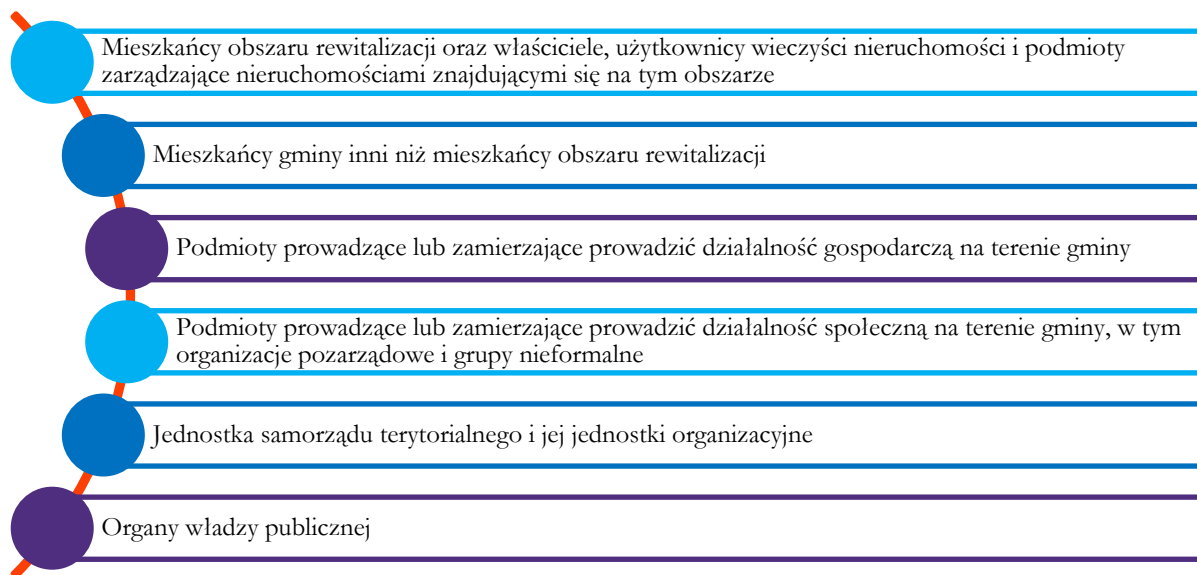 Mieszkańcy obszaru rewitalizacji oraz właściciele, użytkownicy wieczyści nieruchomości i podmioty
zarządzające nieruchomościami znajdującymi się na tym obszarze
Mieszkańcy gminy inni niż mieszkańcy obszaru rewitalizacji
Podmioty prowadzące lub zamierzające prowadzić działalność gospodarczą na terenie gminy
Podmioty prowadzące lub zamierzające prowadzić działalność społeczną na terenie gminy, w tym
organizacje pozarządowe i grupy nieformalne
Jednostka samorządu terytorialnego i jej jednostki organizacyjne
Organy władzy publicznej